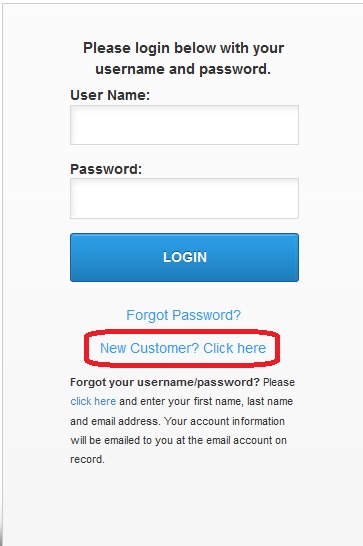 Please login below with your
username and password.
User Name:
Password:
LOGIN
Forgot Password?
New Customer? Click here
Forgot your username/password? Please
click here and enter your first name, last name
and email address. Your account information
will be emailed to you at the email account on
record.